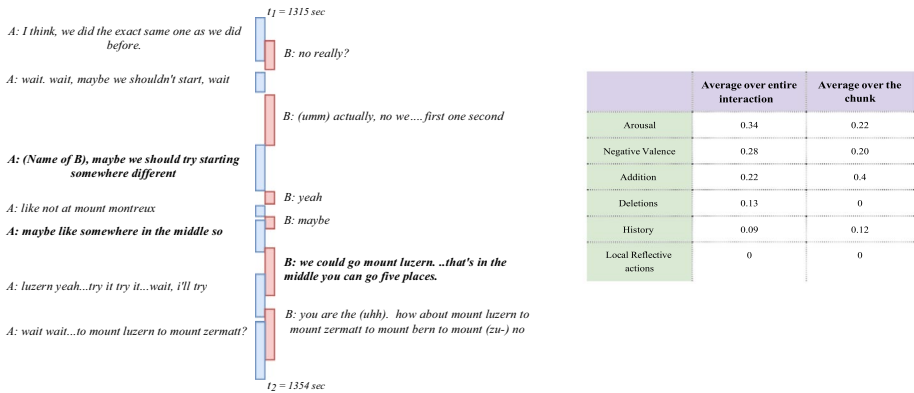 t1 = 1315 sec
A: I think, we did the exact same one as we did
before.
B: no really?
A: wait. wait, maybe we shouldn't start, wait
B: (umm) actually, no we.... first one second
A: (Name of B), maybe we should try starting
somewhere different
B: yeah
A: like not at mount montreux
B: maybe
A: maybe like somewhere in the middle so
B: we could go mount luzern. ..that's in the
middle you can go five places.
A: luzern yeah...try it try it...wait, i'll try
B: you are the (uhh). how about mount luzern to
mount zermatt to mount bern to mount (zu-) no
A: wait wait...to mount luzern to mount zermatt?
t2 = 1354 sec
Average over entire interaction Average over the chunk
Arousal 0.34 0.22
Negative Valence 0.28 0.20
Addition 0.22 0.4
Deletions 0.13 0
History 0.09 0.12
Local Reflective actions 0 0